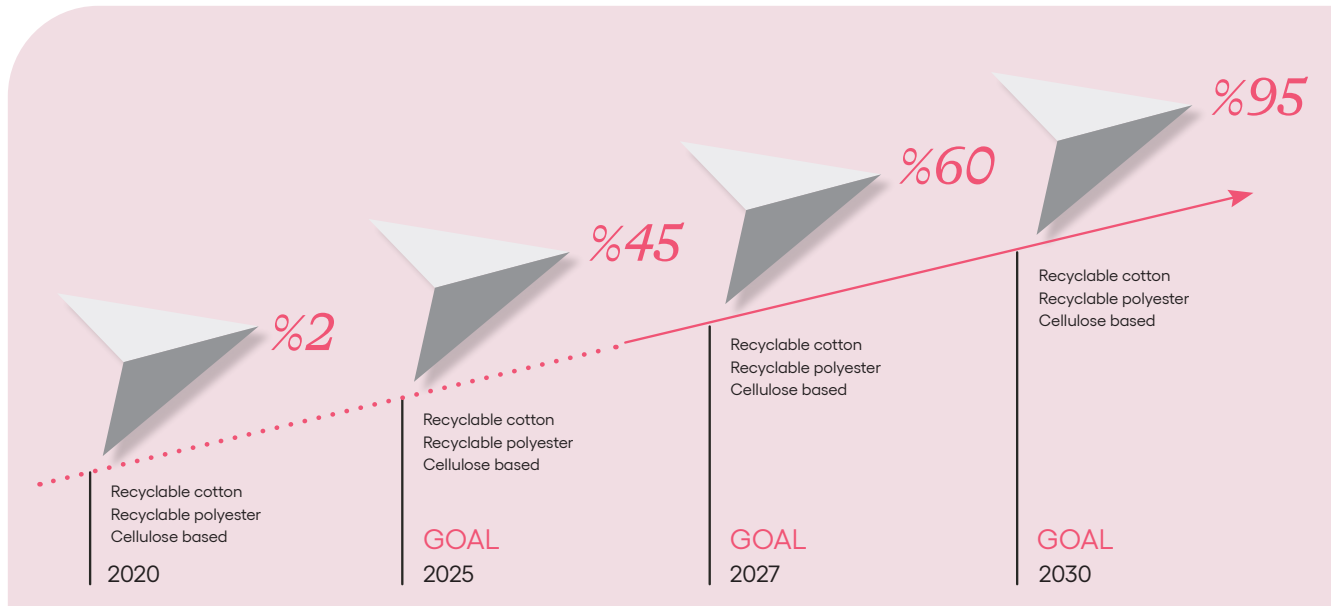 %2
Recyclable cotton
Recyclable polyester
Cellulose based
2020
%45
Recyclable cotton
Recyclable polyester
Cellulose based
GOAL
2025
%60
Recyclable cotton
Recyclable polyester
Cellulose based
GOAL
2027
%95
Recyclable cotton
Recyclable polyester
Cellulose based
GOAL
2030